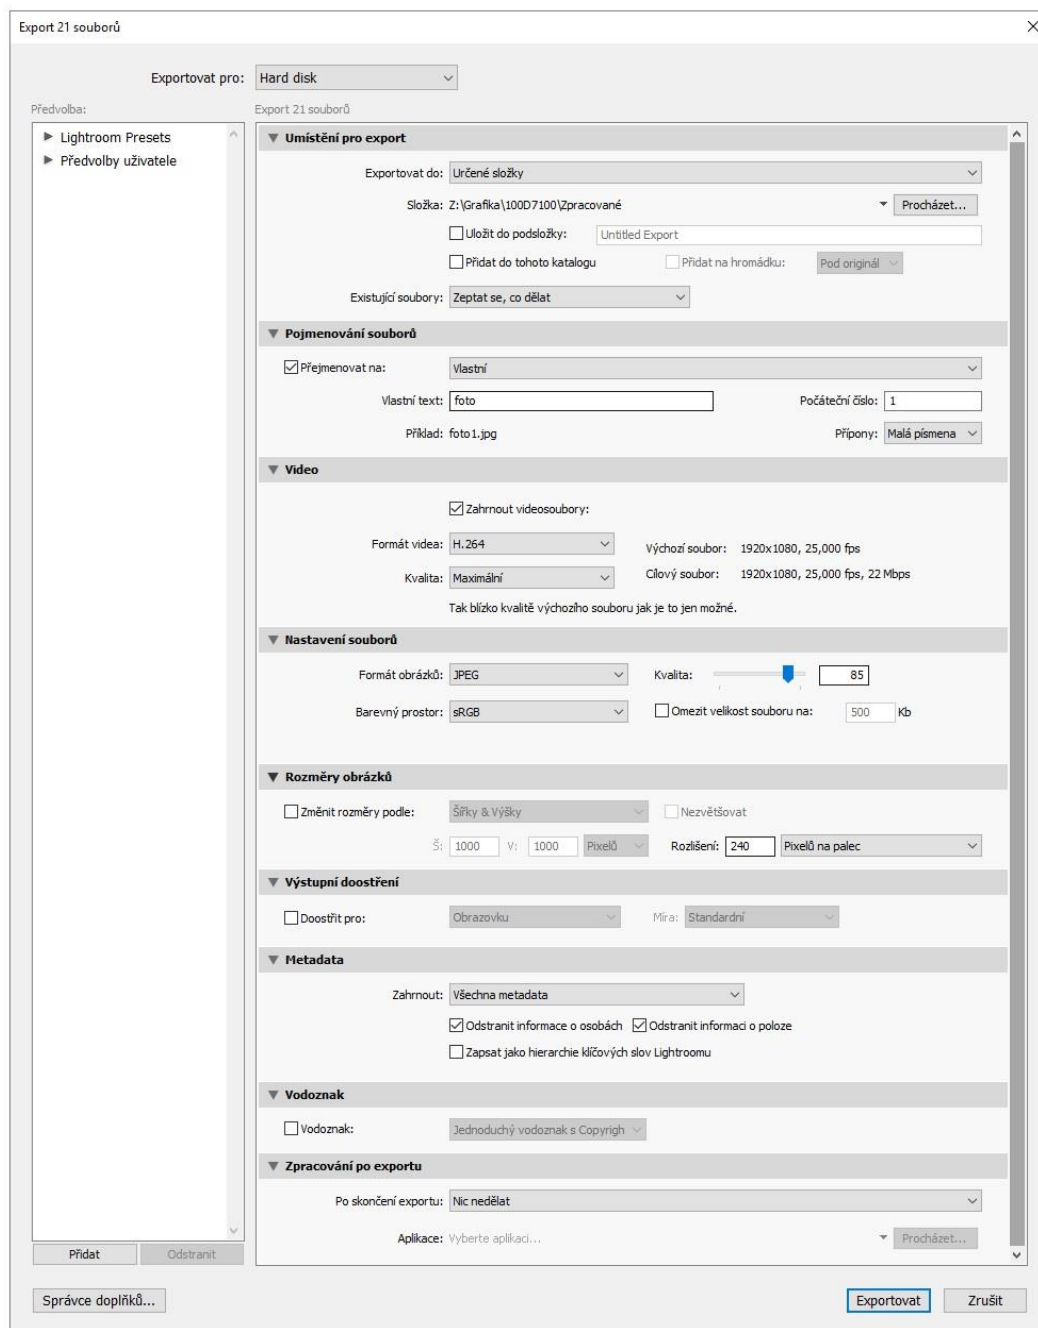 Export 21 souborů
Exportovat pro: Hard disk
Předvolba:
Export 21 souborů
Lightroom Presets
Předvolby uživatele
Přidat
Odstranit
Umístění pro export
Exportovat do: Určené složky
Složka: Z:\Grafika\100D7100\Zpracované Procházet...
Uložit do podsložky: Untitled Export
Přidat do tohoto katalogu Přidat na hromádku: Pod originál
Existující soubory: Zeptat se, co dělat
Pojmenování souborů
Přejmenovat na: Vlastní
Vlastní text: foto Počáteční číslo: 1
Příklad: foto1.jpg Přípony: Malá písmena
Video
Zahrnout videosoubory:
Formát videa: H.264 Výchozí soubor: 1920x1080, 25,000 fps
Kvalita: Maximální Cílový soubor: 1920x1080, 25,000 fps, 22 Mbps
Tak blízko kvalitě výchozího souboru jak je to jen možné.
Nastavení souborů
Formát obrázků: JPEG Kvalita: 85
Barevný prostor: sRGB Omezit velikost souboru na: 500 Kb
Rozměry obrázků
Změnit rozměry podle: Šířky & Výšky Nezvětšovat
Š: 1000 V: 1000 Pixelů Rozlišení: 240 Pixelů na palec
Výstupní doostření
Doostřit pro: Obrazovku Míra: Standardní
Metadata
Zahrnout: Všechna metadata
Odstranit informace o osobách Odstranit informaci o poloze
Zapsat jako hierarchie klíčových slov Lightroomu
Vodoznak
Vodoznak: Jednoduchý vodoznak s Copyrigh
Zpracování po exportu
Po skončení exportu: Nic nedělat
Aplikace: Vyberte aplikaci... Procházet...
Správce doplňků... Exportovat Zrušit